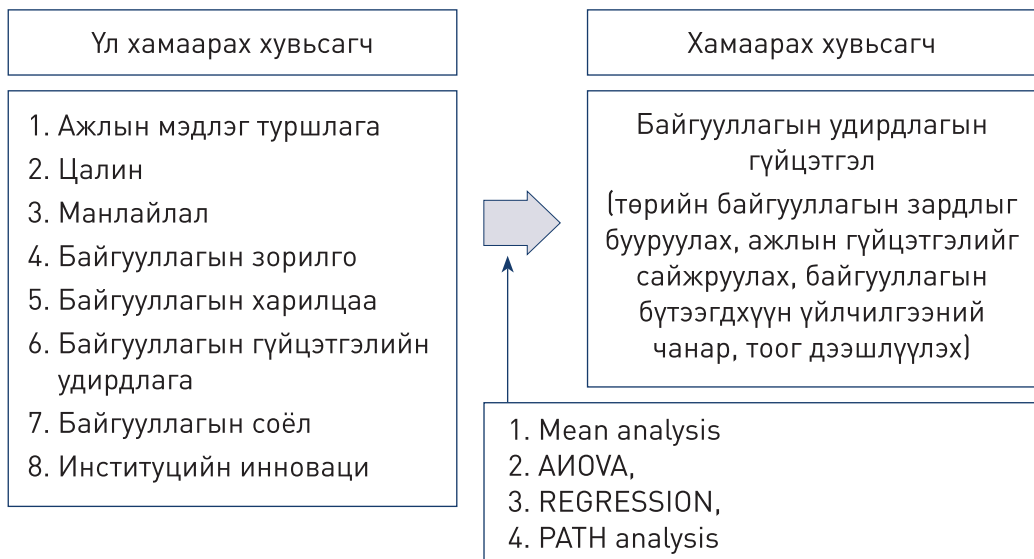 Үл хамаарах хувьсагч
1. Ажлын мэдлэг туршлага
2. Цалин
3. Манлайлал
4. Байгууллагын зорилго
5. Байгууллагын харилцаа
6. Байгууллагын гүйцэтгэлийн
удирдлага
7. Байгууллагын соёл
8. Институцийн инноваци
Хамаарах хувьсагч
Байгууллагын удирдлагын
гүйцэтгэл
(төрийн байгууллагын зардлыг
бууруулах, ажлын гүйцэтгэлийг
сайжруулах, байгууллагын
бүтээгдхүүн үйлчилгээний
чанар, тоог дээшлүүлэх)
1. Mean analysis
2. АИOVA,
3. REGRESSION,
4. PATH analysis